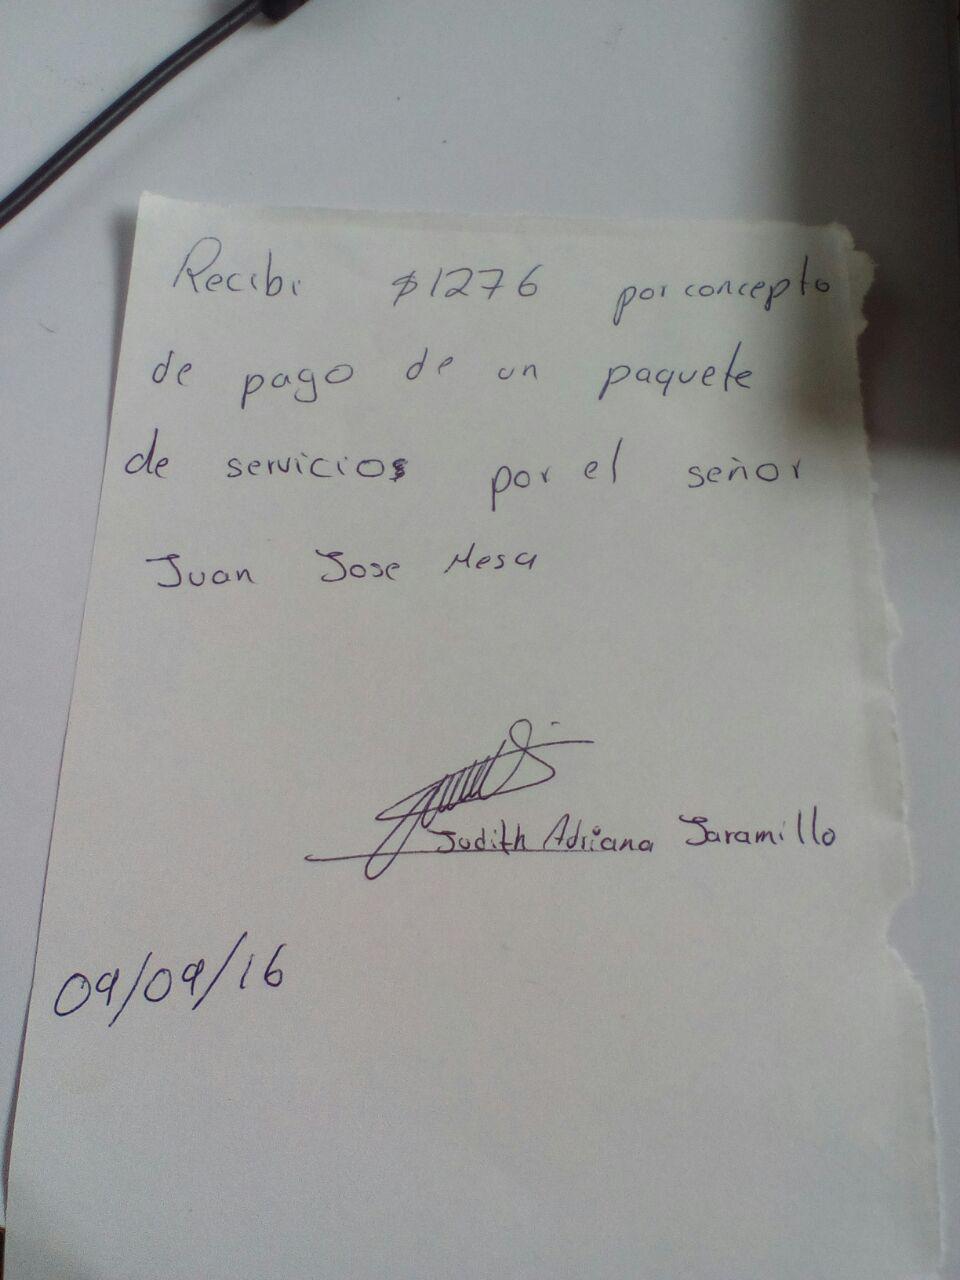 Recibi $1276 por concepto
de pago de un paquete
de servicios por el señor
Juan Jose Mesa
Judith Adriana Jaramillo
09/09/16